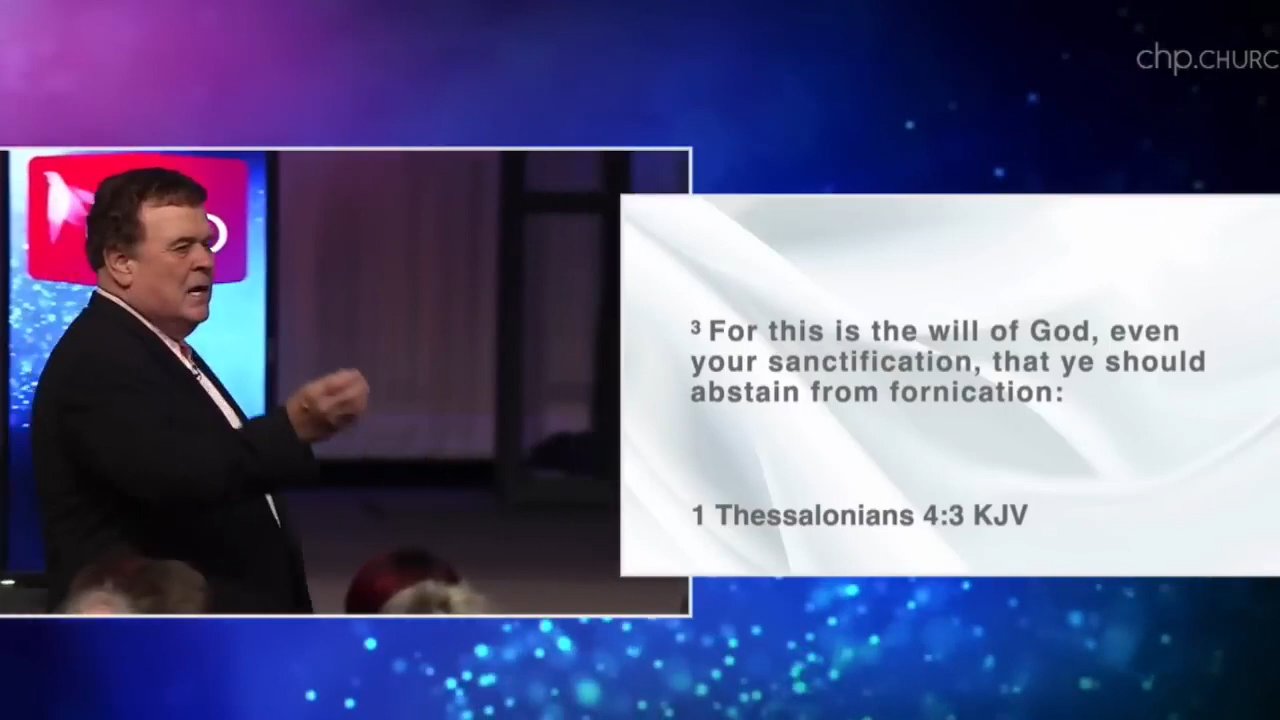 chp.CHURC
³ For this is the will of God, even
your sanctification, that ye should
abstain from fornication:
1 Thessalonians 4:3 KJV